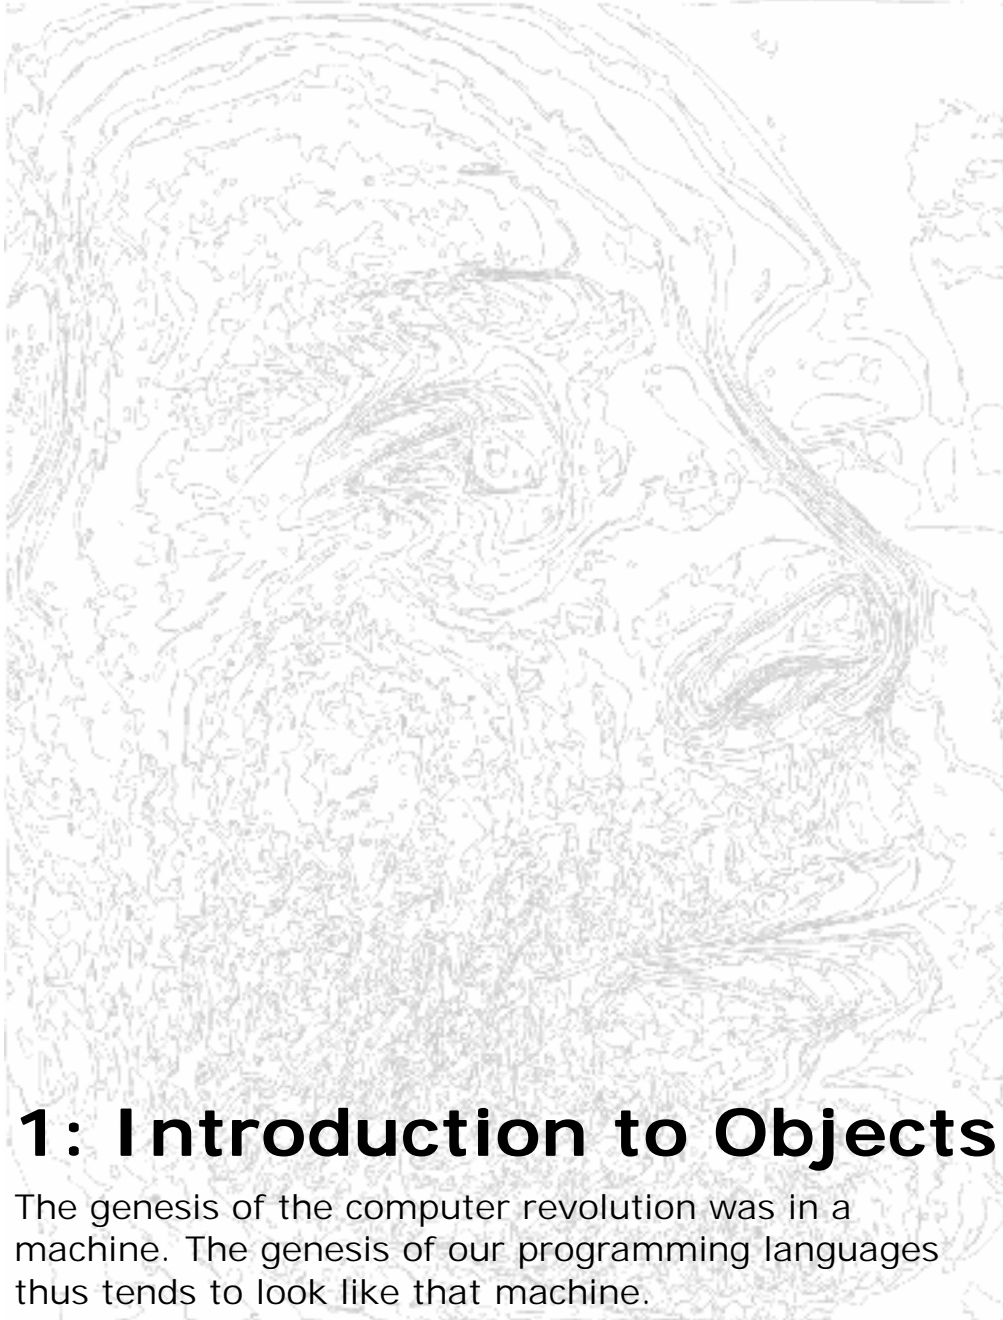 1: Introduction to Objects
The genesis of the computer revolution was in a
machine. The genesis of our programming languages
thus tends to look like that machine.